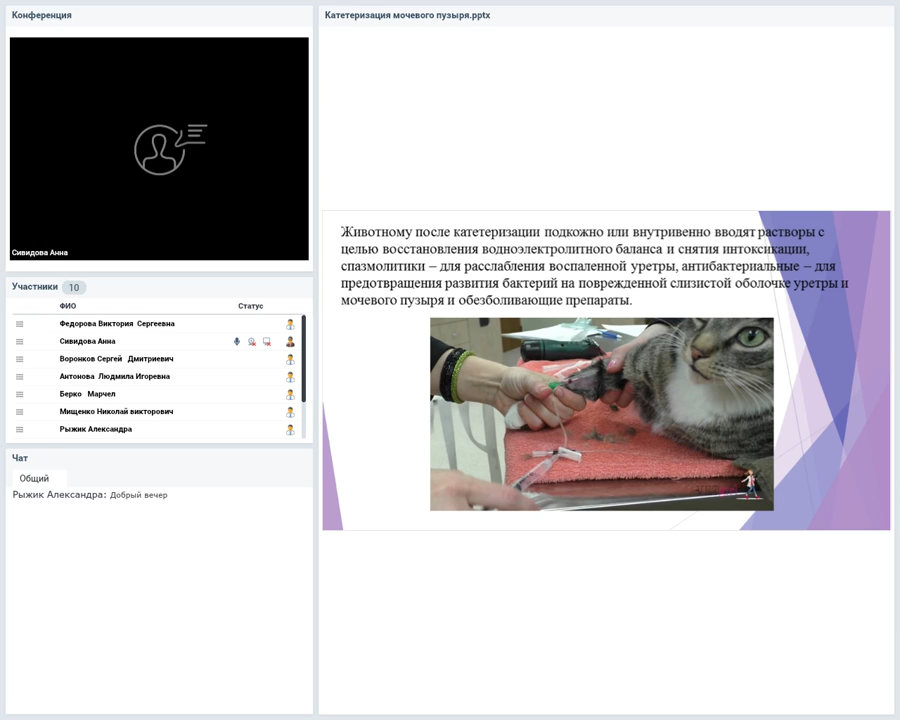 Конференция
Сивидова Анна
Участники 10
ФИО Статус
Федорова Виктория Сергеевна
Сивидова Анна
Воронков Сергей Дмитриевич
Антонова Людмила Игоревна
Берко Марчел
Мищенко Николай викторович
Рыжик Александра
Чат
Общий
Рыжик Александра: Добрый вечер
Катетеризация мочевого пузыря.pptx
Животному после катетеризации подкожно или внутривенно вводят растворы с
целью восстановления водноэлектролитного баланса и снятия интоксикации,
спазмолитики – для расслабления воспаленной уретры, антибактериальные – для
предотвращения развития бактерий на поврежденной слизистой оболочке уретры и
мочевого пузыря и обезболивающие препараты.